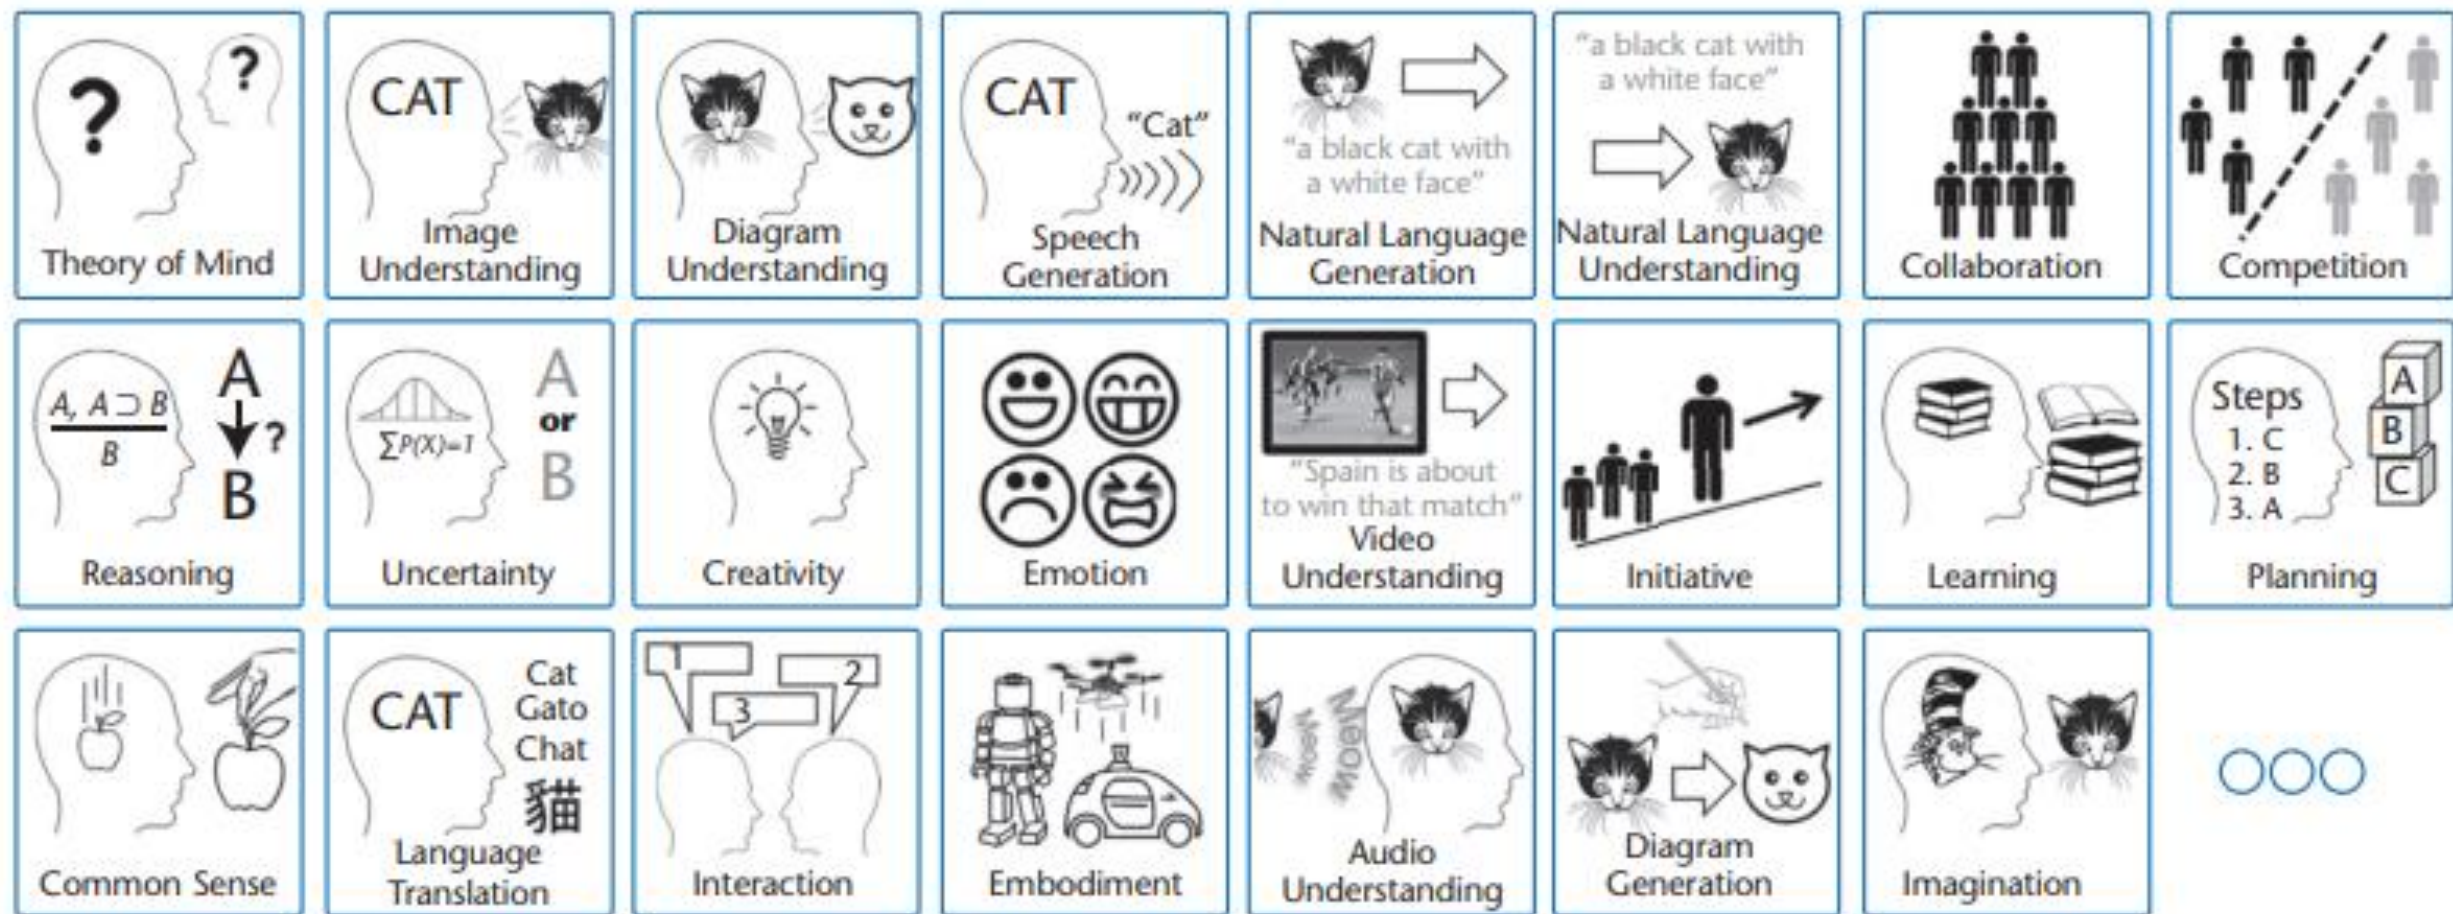 ?
?
Theory of Mind
CAT
Image
Understanding
Diagram
Understanding
CAT
"Cat"
Speech
Generation
"a black cat with
a white face"
Natural Language
Generation
"a black cat with
a white face"
Natural Language
Understanding
Collaboration
Competition
A, A ⊃ B
B
A
?
B
Reasoning
∑P(X)=1
A
or
B
Uncertainty
Creativity
Emotion
"Spain is about
to win that match"
Video
Understanding
Initiative
Learning
Steps
1. C
2. B
3. A
A
B
C
Planning
Common Sense
CAT
Cat
Gato
Chat
貓
Language
Translation
1
2
3
Interaction
Embodiment
Meow
Meow
Audio
Understanding
Diagram
Generation
Imagination